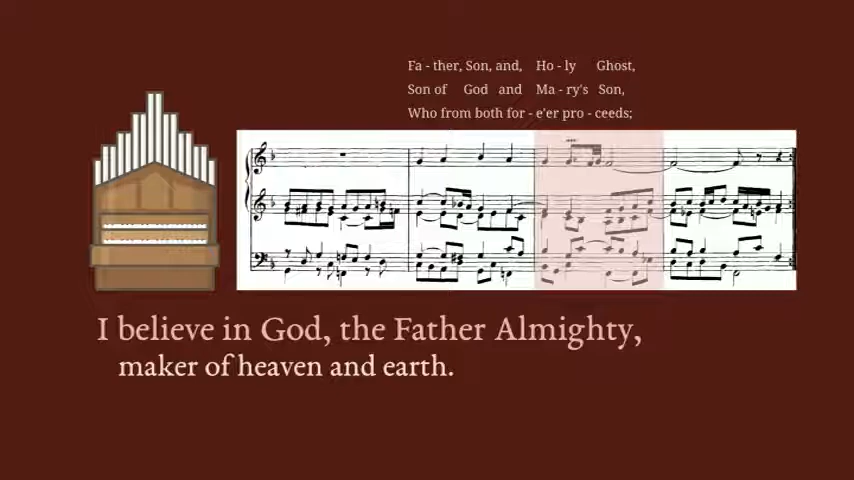 Fa - ther, Son, and, Ho - ly Ghost,
Son of God and Ma - ry's Son,
Who from both for - e'er pro - ceeds;
I believe in God, the Father Almighty,
maker of heaven and earth.